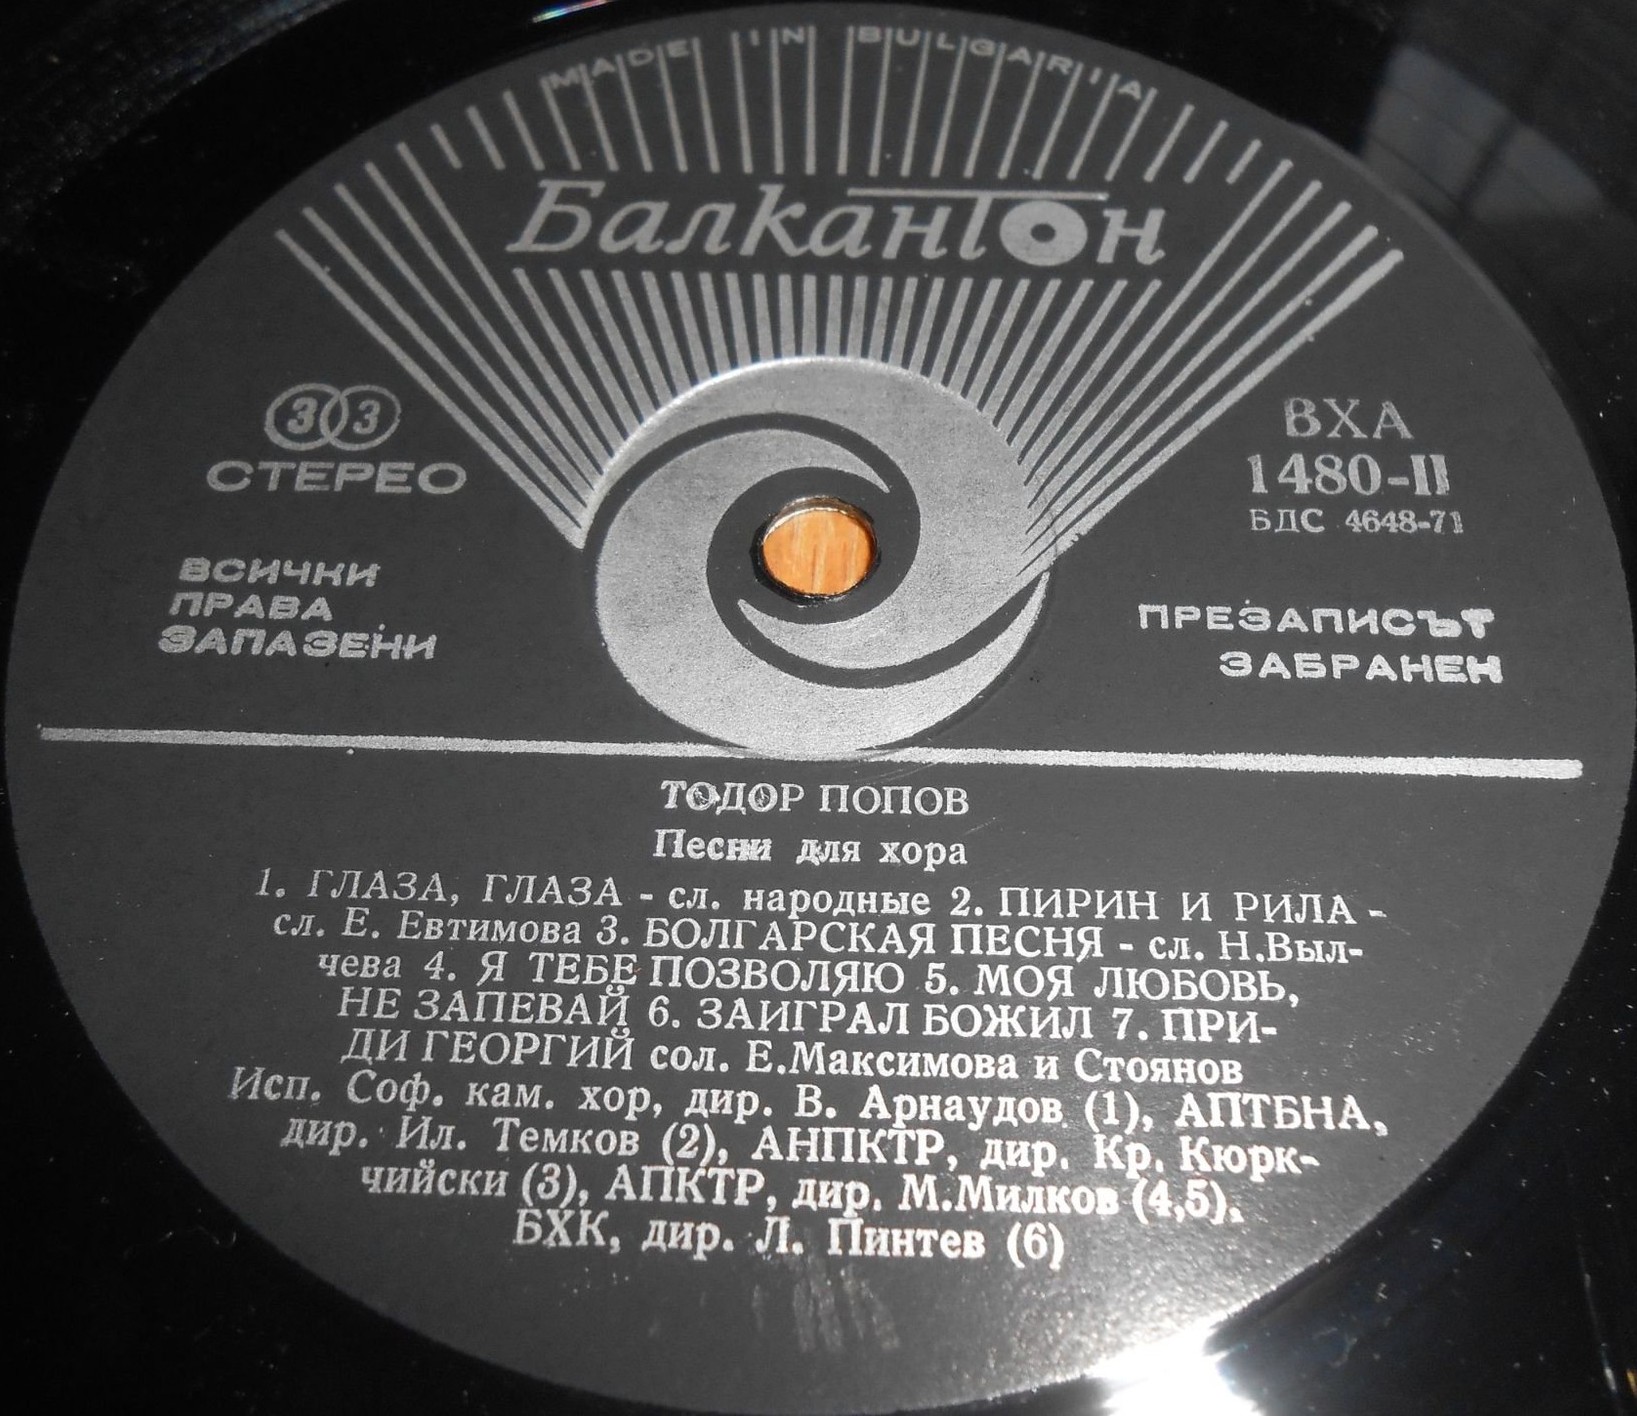 MADE IN BULGARIA
Балкантон
33
СТЕРЕО
ВХА
1480-II
БДС 4648-71
ВСИЧКИ
ПРАВА
ЗАПАЗЕНИ
ПРЕЗАПИСЪТ
ЗАБРАНЕН
ТОДОР ПОПОВ
Песни для хора
1. ГЛАЗА, ГЛАЗА - сл. народные 2. ПИРИН И РИЛА -
сл. Е. Евтимова 3. БОЛГАРСКАЯ ПЕСНЯ - сл. Н.Выл-
чева 4. Я ТЕБЕ ПОЗВОЛЯЮ 5. МОЯ ЛЮБОВЬ,
НЕ ЗАПЕВАЙ 6. ЗАИГРАЛ БОЖИЛ 7. ПРИ-
ДИ ГЕОРГИЙ сол. Е.Максимова и Стоянов
Исп. Соф. кам. хор, дир. В. Арнаудов (1), АПТБНА,
дир. Ил. Темков (2), АНПКТР, дир. Кр. Кюрк-
чийски (3), АПКТР, дир. М.Милков (4,5),
БХК, дир. Л. Пинтев (6)